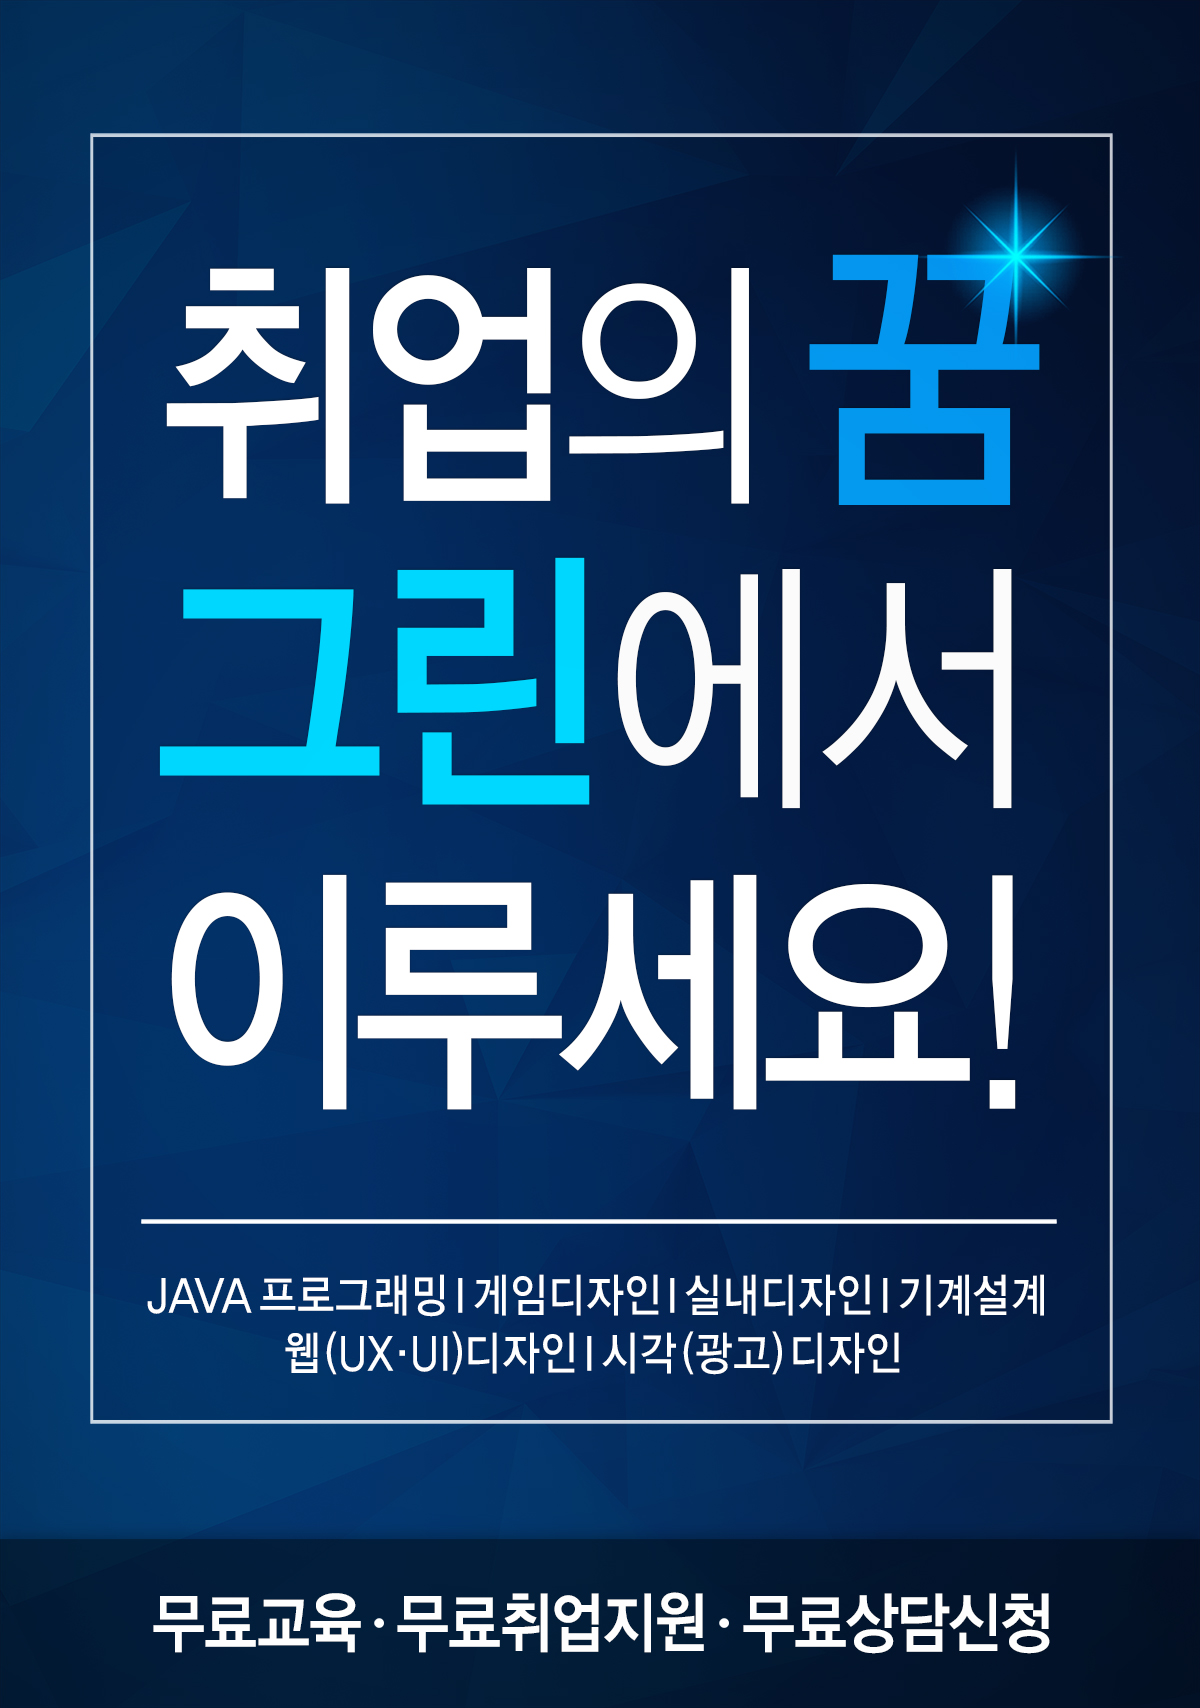 취업의 꿈
그린에서
이루세요!
JAVA 프로그래밍 | 게임디자인 | 실내디자인 | 기계설계
웹(UX·UI)디자인 | 시각(광고)디자인
무료교육 · 무료취업지원 · 무료상담신청